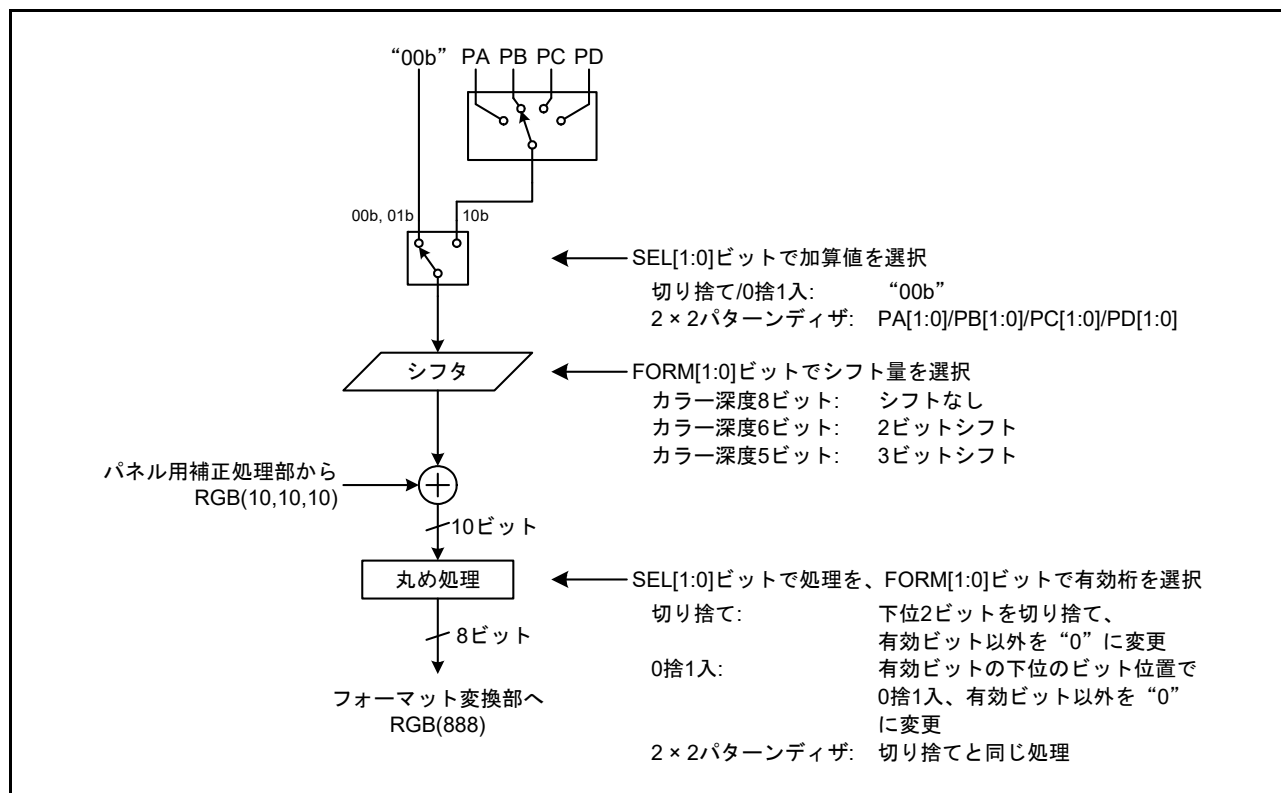 “00b” PA PB PC PD
00b, 01b 10b
SEL[1:0]ビットで加算値を選択
切り捨て/0捨1入: “00b”
2 × 2パターンディザ: PA[1:0]/PB[1:0]/PC[1:0]/PD[1:0]
シフタ
FORM[1:0]ビットでシフト量を選択
カラー深度8ビット: シフトなし
カラー深度6ビット: 2ビットシフト
カラー深度5ビット: 3ビットシフト
パネル用補正処理部から
RGB(10,10,10)
10ビット
丸め処理
SEL[1:0]ビットで処理を、FORM[1:0]ビットで有効桁を選択
切り捨て: 下位2ビットを切り捨て、
有効ビット以外を“0”に変更
0捨1入: 有効ビットの下位のビット位置で
0捨1入、有効ビット以外を“0”
に変更
2 × 2パターンディザ: 切り捨てと同じ処理
8ビット
フォーマット変換部へ
RGB(888)